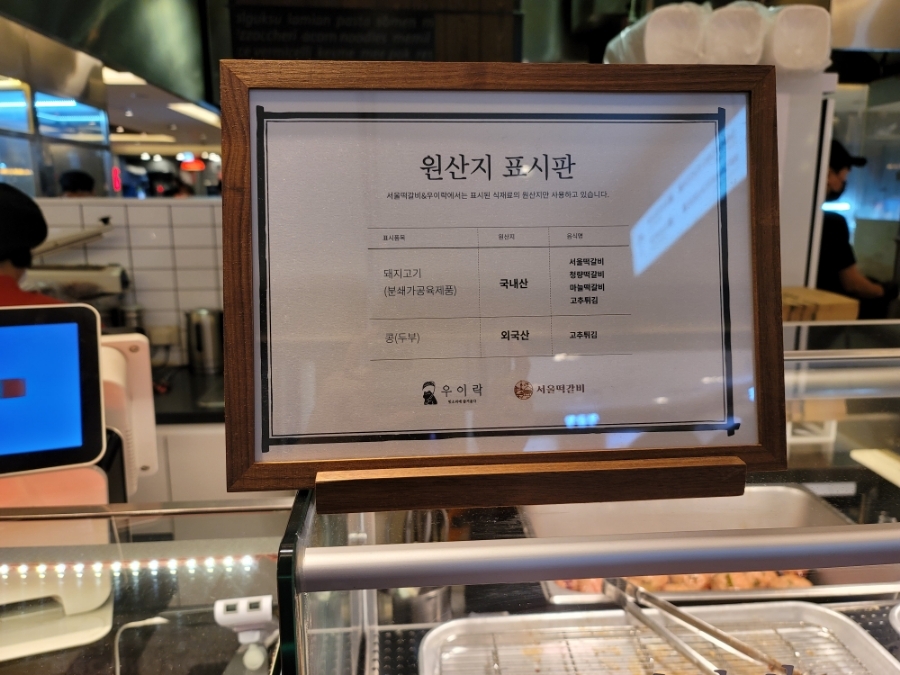 원산지 표시판
서울떡갈비&우이락에서는 표시된 식재료의 원산지만 사용하고 있습니다.
표시품목 원산지 음식명
돼지고기
(분쇄가공육제품)
국내산
서울떡갈비
청양떡갈비
마늘떡갈비
고추튀김
콩(두부) 외국산 고추튀김
우이락 서울떡갈비